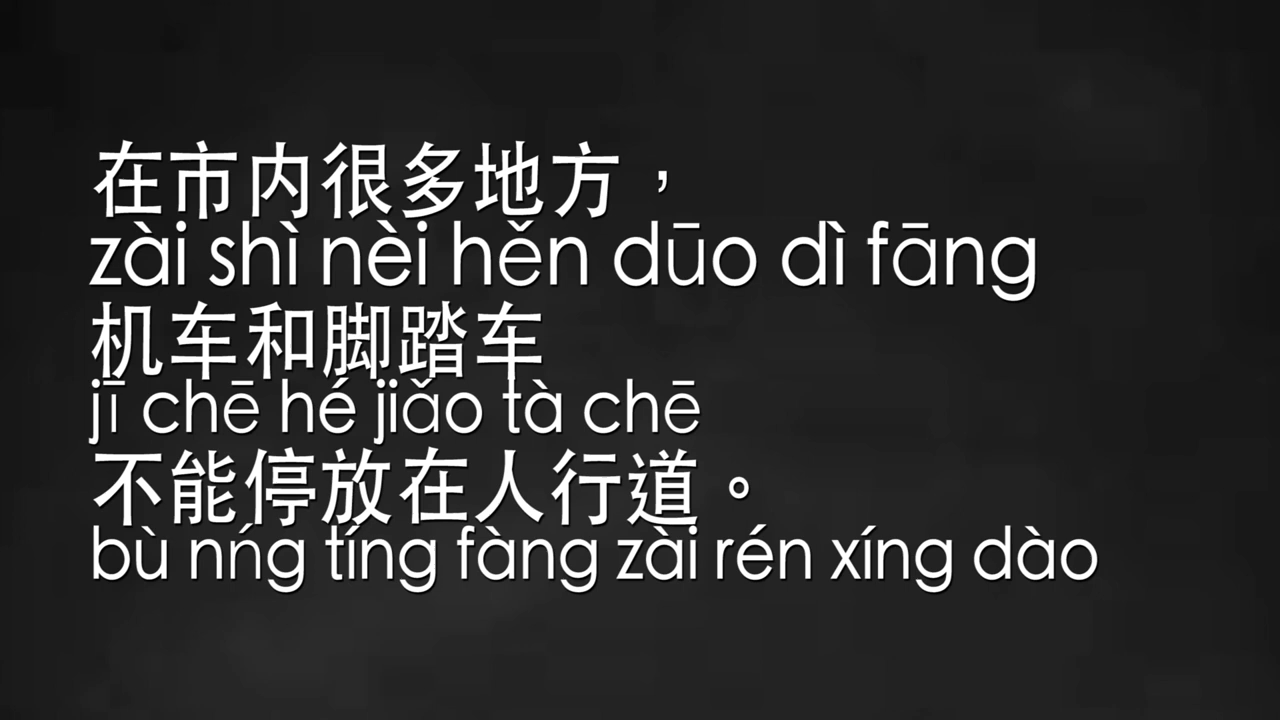 在市内很多地方，
zài shì nèi hěn dūo dì fāng
机车和脚踏车
jī chē hé jiǎo tà chē
不能停放在人行道。
bù nńg tíng fàng zài rén xíng dào